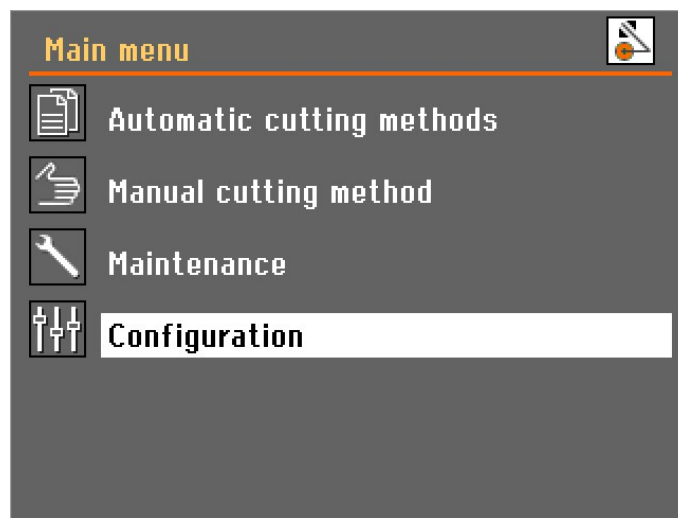 Main menu
Automatic cutting methods
Manual cutting method
Maintenance
Configuration